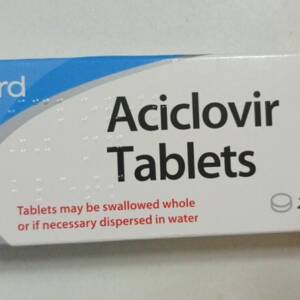 rd
Aciclovir
Tablets
Tablets may be swallowed whole
or if necessary dispersed in water